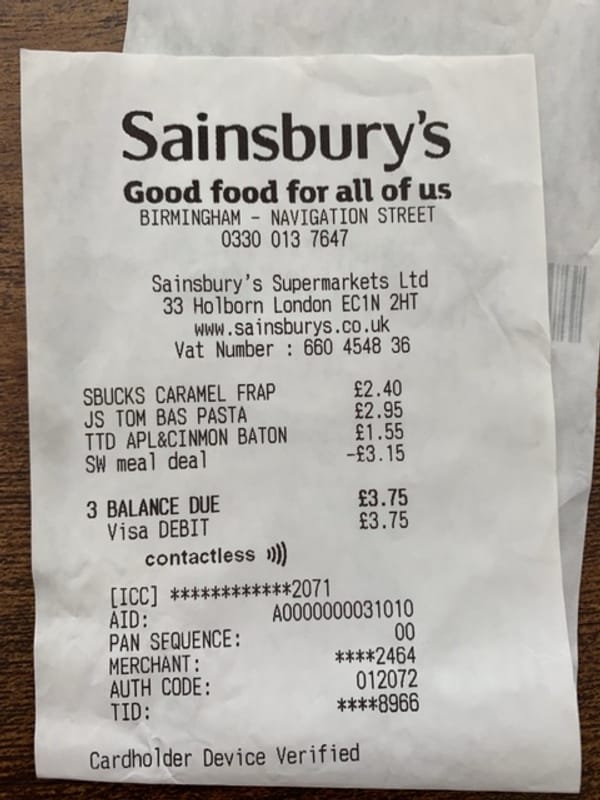 Sainsbury's
Good food for all of us
BIRMINGHAM - NAVIGATION STREET
0330 013 7647
Sainsbury's Supermarkets Ltd
33 Holborn London EC1N 2HT
www.sainsburys.co.uk
Vat Number : 660 4548 36
SBUCKS CARAMEL FRAP £2.40
JS TOM BAS PASTA £2.95
TTD APL&CINMON BATON £1.55
SW meal deal -£3.15
3 BALANCE DUE £3.75
Visa DEBIT £3.75
contactless
[ICC] ************2071
AID: A0000000031010
PAN SEQUENCE: 00
MERCHANT: ****2464
AUTH CODE: 012072
TID: ****8966
Cardholder Device Verified